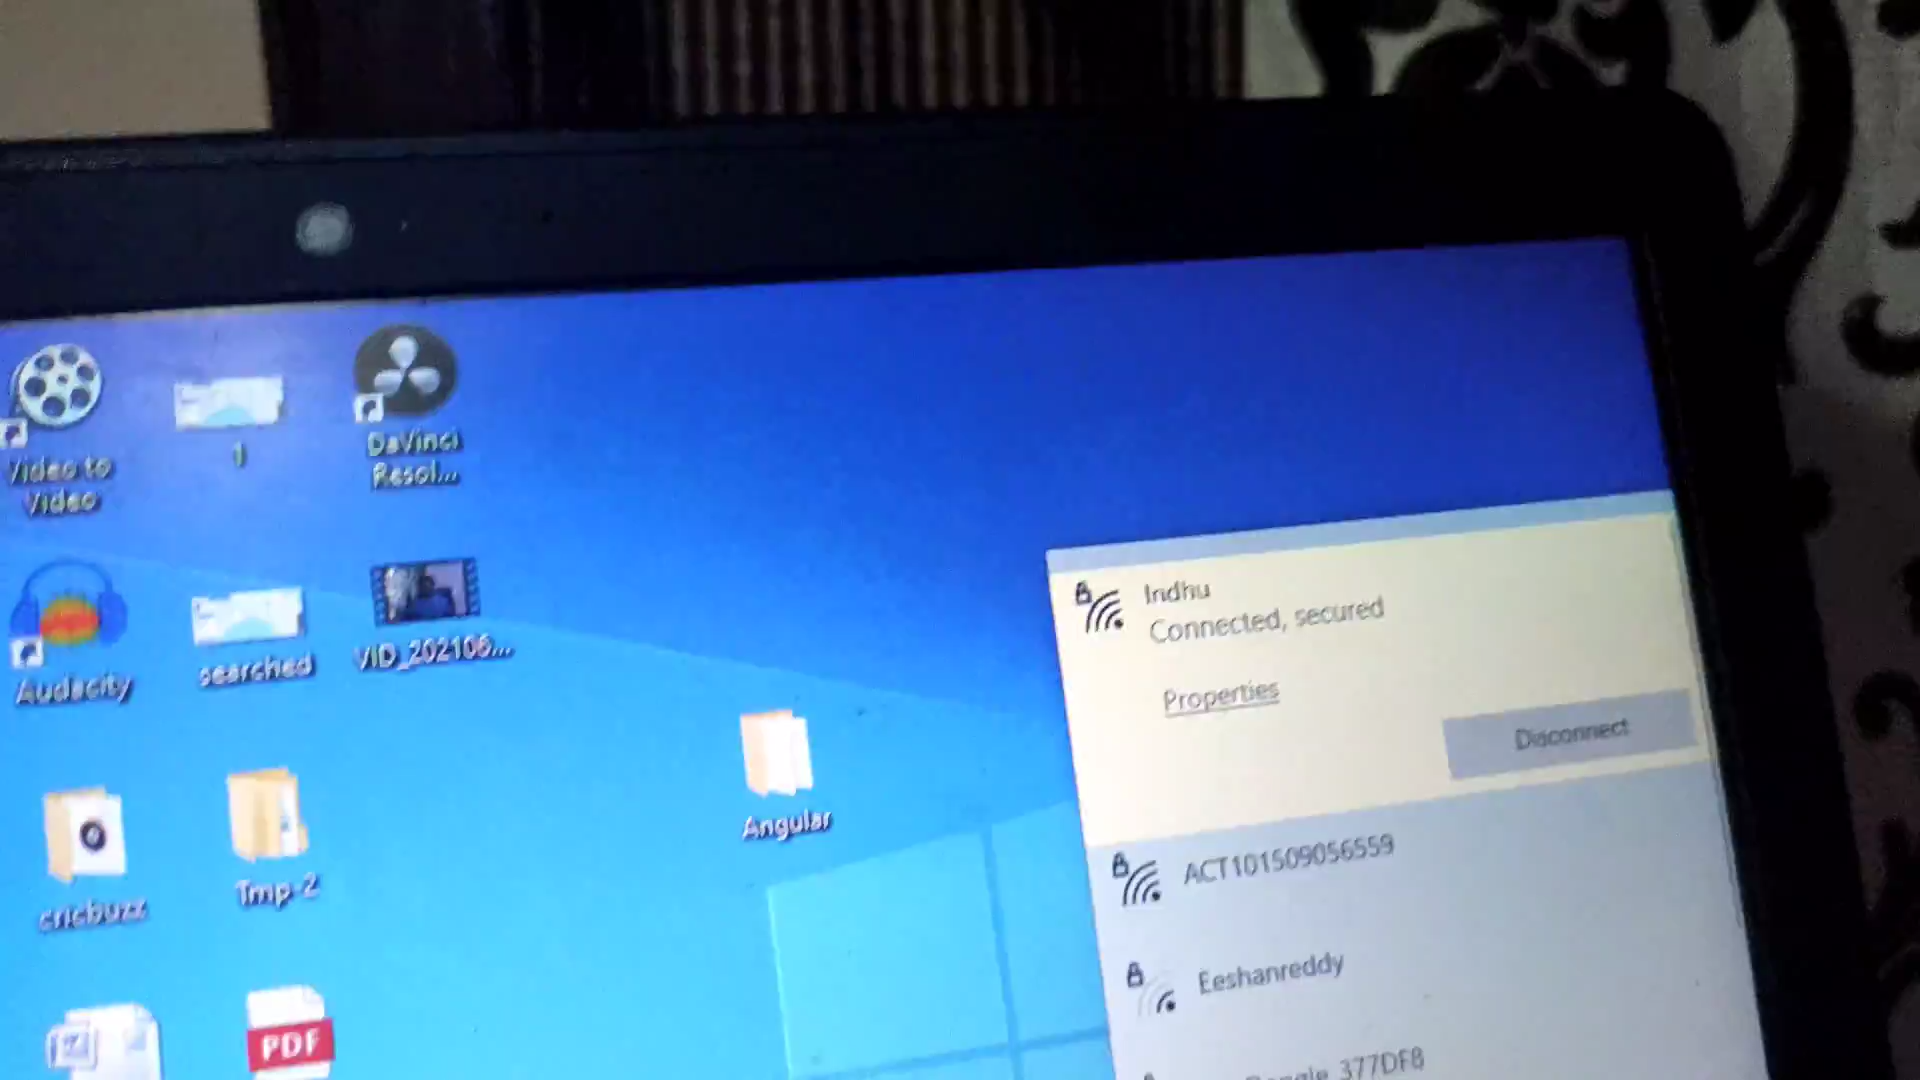 Video to
Video
1
DaVinci
Resol...
Audacity
searched
VID_202106...
cricbuzz
Tmp-2
Angular
PDF
Indhu
Connected, secured
Properties
Disconnect
ACT101509056559
Eeshanreddy
377DF8